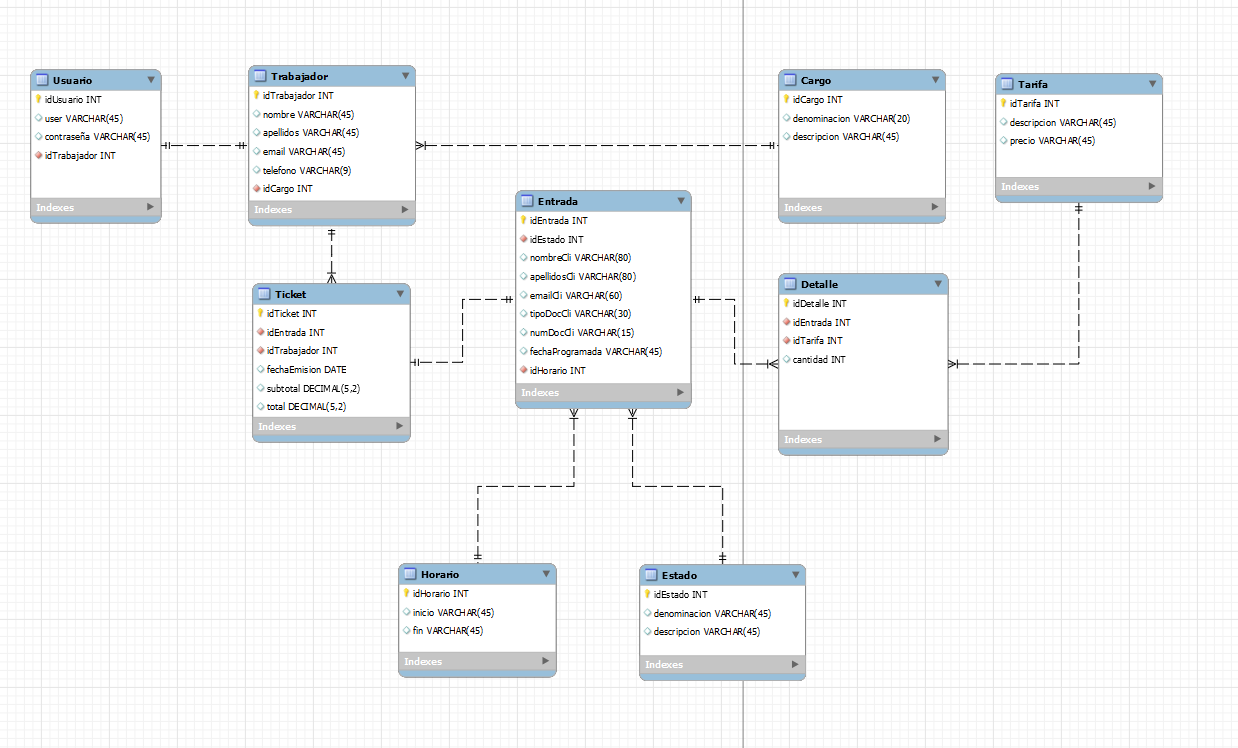 Usuario
idUsuario INT
user VARCHAR(45)
contraseña VARCHAR(45)
idTrabajador INT
Indexes
Trabajador
idTrabajador INT
nombre VARCHAR(45)
apellidos VARCHAR(45)
email VARCHAR(45)
telefono VARCHAR(9)
idCargo INT
Indexes
Cargo
idCargo INT
denominacion VARCHAR(20)
descripcion VARCHAR(45)
Indexes
Tarifa
idTarifa INT
descripcion VARCHAR(45)
precio VARCHAR(45)
Indexes
Entrada
idEntrada INT
idEstado INT
nombreCli VARCHAR(80)
apellidosCli VARCHAR(80)
emailCli VARCHAR(60)
tipoDocCli VARCHAR(30)
numDocCli VARCHAR(15)
fechaProgramada VARCHAR(45)
idHorario INT
Indexes
Ticket
idTicket INT
idEntrada INT
idTrabajador INT
fechaEmision DATE
subtotal DECIMAL(5,2)
total DECIMAL(5,2)
Indexes
Detalle
idDetalle INT
idEntrada INT
idTarifa INT
cantidad INT
Indexes
Horario
idHorario INT
inicio VARCHAR(45)
fin VARCHAR(45)
Indexes
Estado
idEstado INT
denominacion VARCHAR(45)
descripcion VARCHAR(45)
Indexes